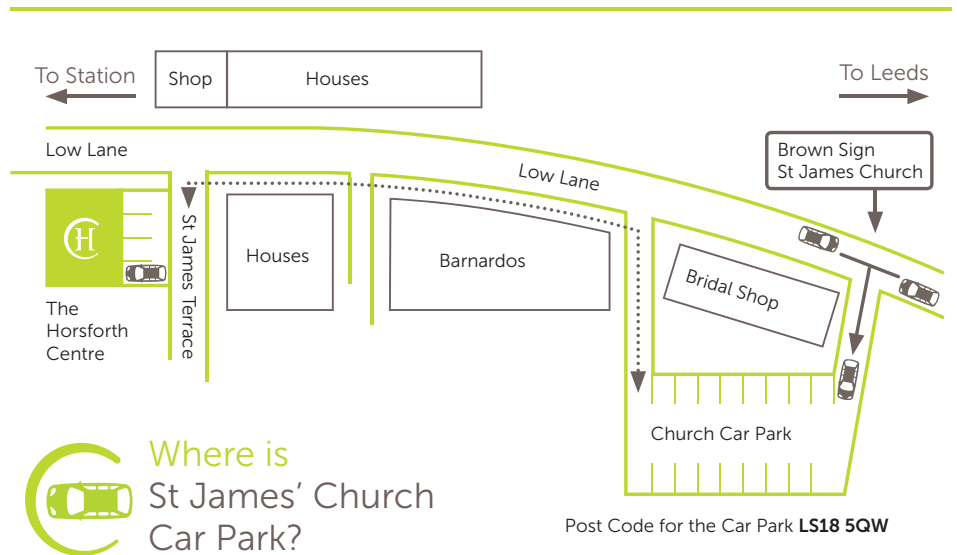 To Station
Shop
Houses
To Leeds
Low Lane
Low Lane
Brown Sign
St James Church
H
St James Terrace
Houses
Barnardos
Bridal Shop
The
Horsforth
Centre
Church Car Park
Where is
St James’ Church
Car Park?
Post Code for the Car Park LS18 5QW